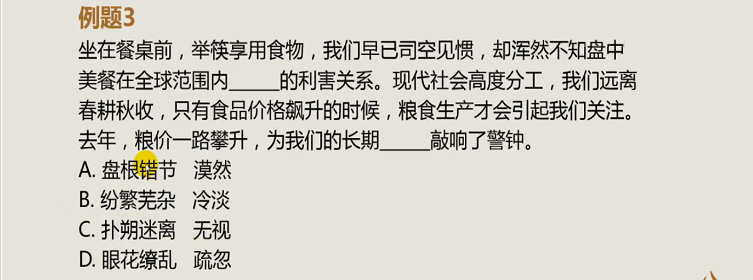 例题3
坐在餐桌前，举筷享用食物，我们早已司空见惯，却浑然不知盘中
美餐在全球范围内______的利害关系。现代社会高度分工，我们远离
春耕秋收，只有食品价格飙升的时候，粮食生产才会引起我们关注。
去年，粮价一路攀升，为我们的长期______敲响了警钟。
A. 盘根错节 漠然
B. 纷繁芜杂 冷淡
C. 扑朔迷离 无视
D. 眼花缭乱 疏忽